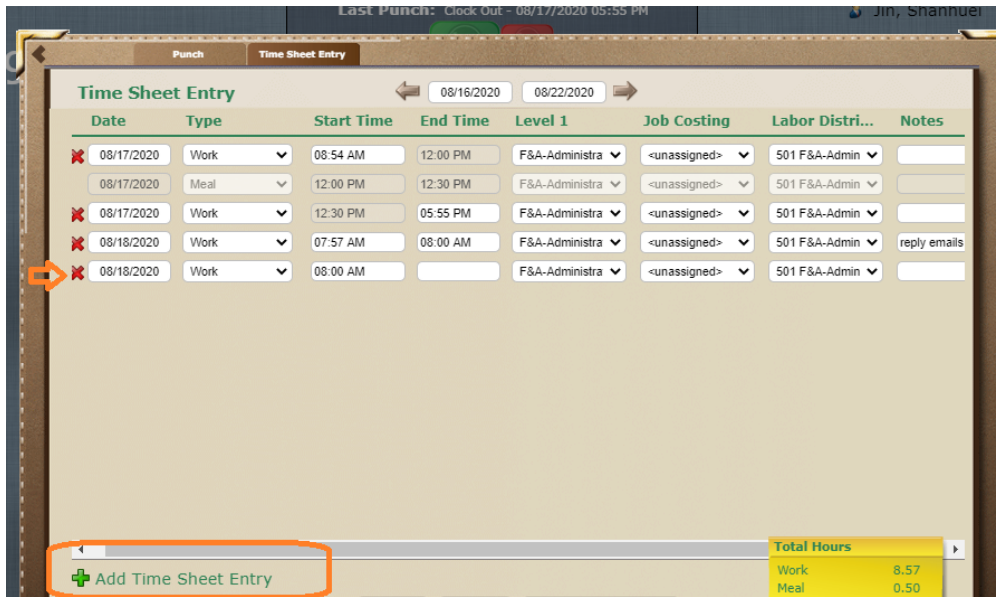 Last Punch: Clock Out - 08/17/2020 05:55 PM
Jin, Shanhuei
Punch Time Sheet Entry
Time Sheet Entry 08/16/2020 08/22/2020
Date Type Start Time End Time Level 1 Job Costing Labor Distri... Notes
08/17/2020 Work 08:54 AM 12:00 PM F&A-Administra <unassigned> 501 F&A-Admin
08/17/2020 Meal 12:00 PM 12:30 PM F&A-Administra <unassigned> 501 F&A-Admin
08/17/2020 Work 12:30 PM 05:55 PM F&A-Administra <unassigned> 501 F&A-Admin
08/18/2020 Work 07:57 AM 08:00 AM F&A-Administra <unassigned> 501 F&A-Admin reply emails
08/18/2020 Work 08:00 AM F&A-Administra <unassigned> 501 F&A-Admin
Total Hours
Add Time Sheet Entry
Work 8.57
Meal 0.50